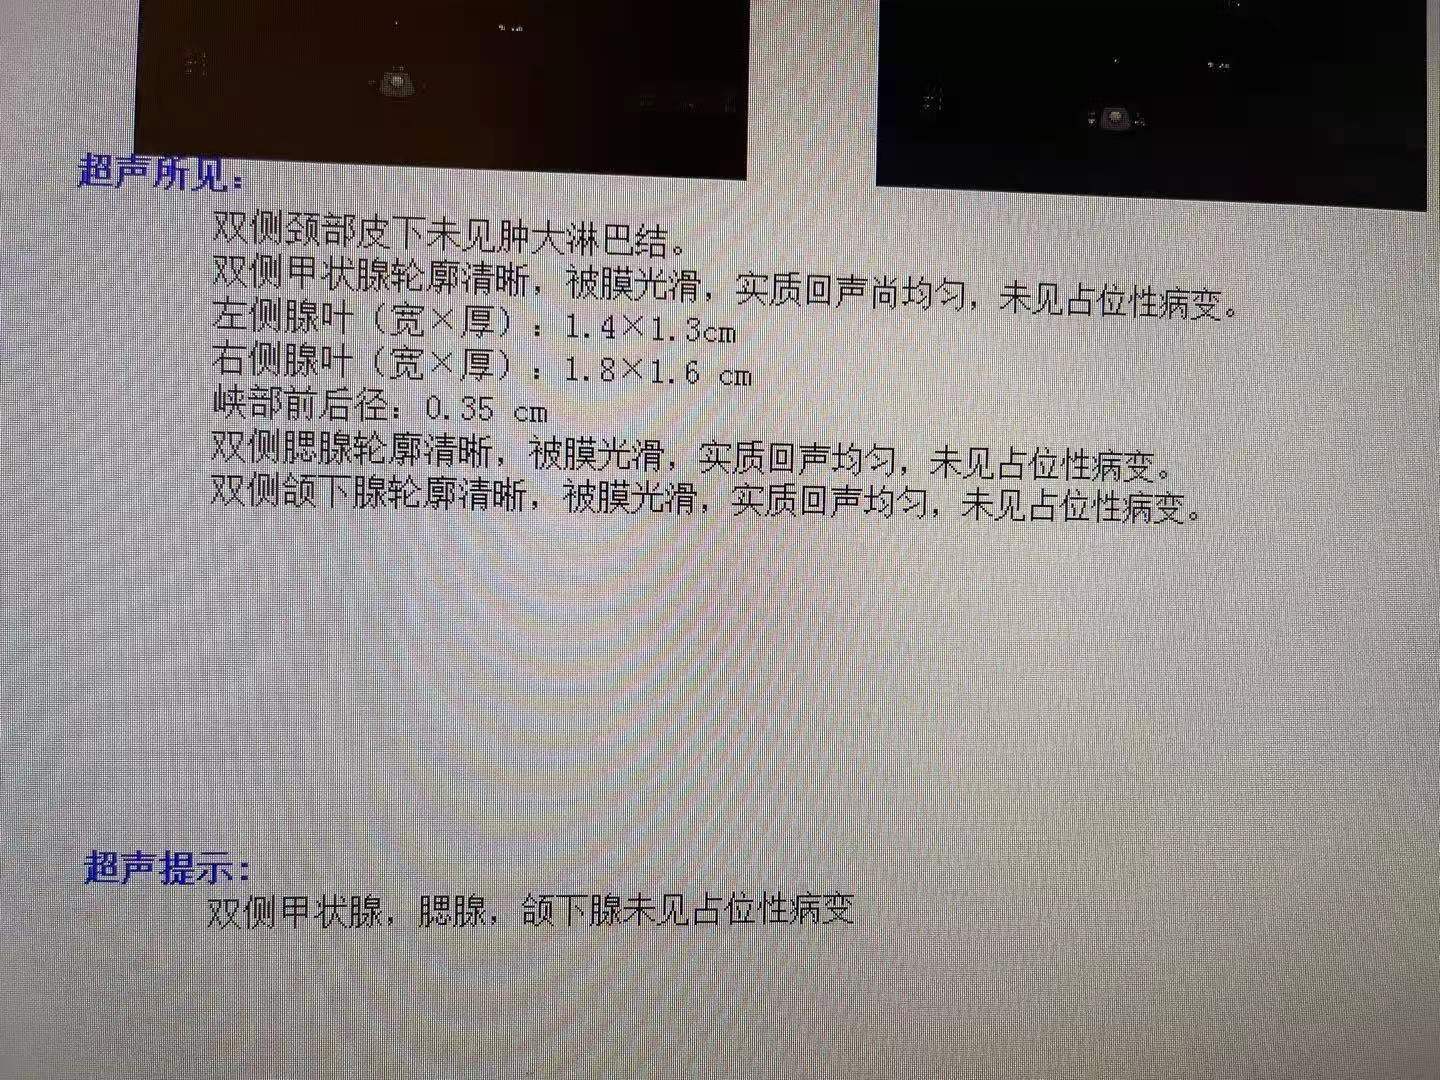 超声所见：
双侧颈部皮下未见肿大淋巴结。
双侧甲状腺轮廓清晰，被膜光滑，实质回声尚均匀，未见占位性病变。
左侧腺叶（宽×厚）：1.4×1.3cm
右侧腺叶（宽×厚）：1.8×1.6 cm
峡部前后径：0.35 cm
双侧腮腺轮廓清晰，被膜光滑，实质回声均匀，未见占位性病变。
双侧颌下腺轮廓清晰，被膜光滑，实质回声均匀，未见占位性病变。
超声提示：
双侧甲状腺，腮腺，颌下腺未见占位性病变